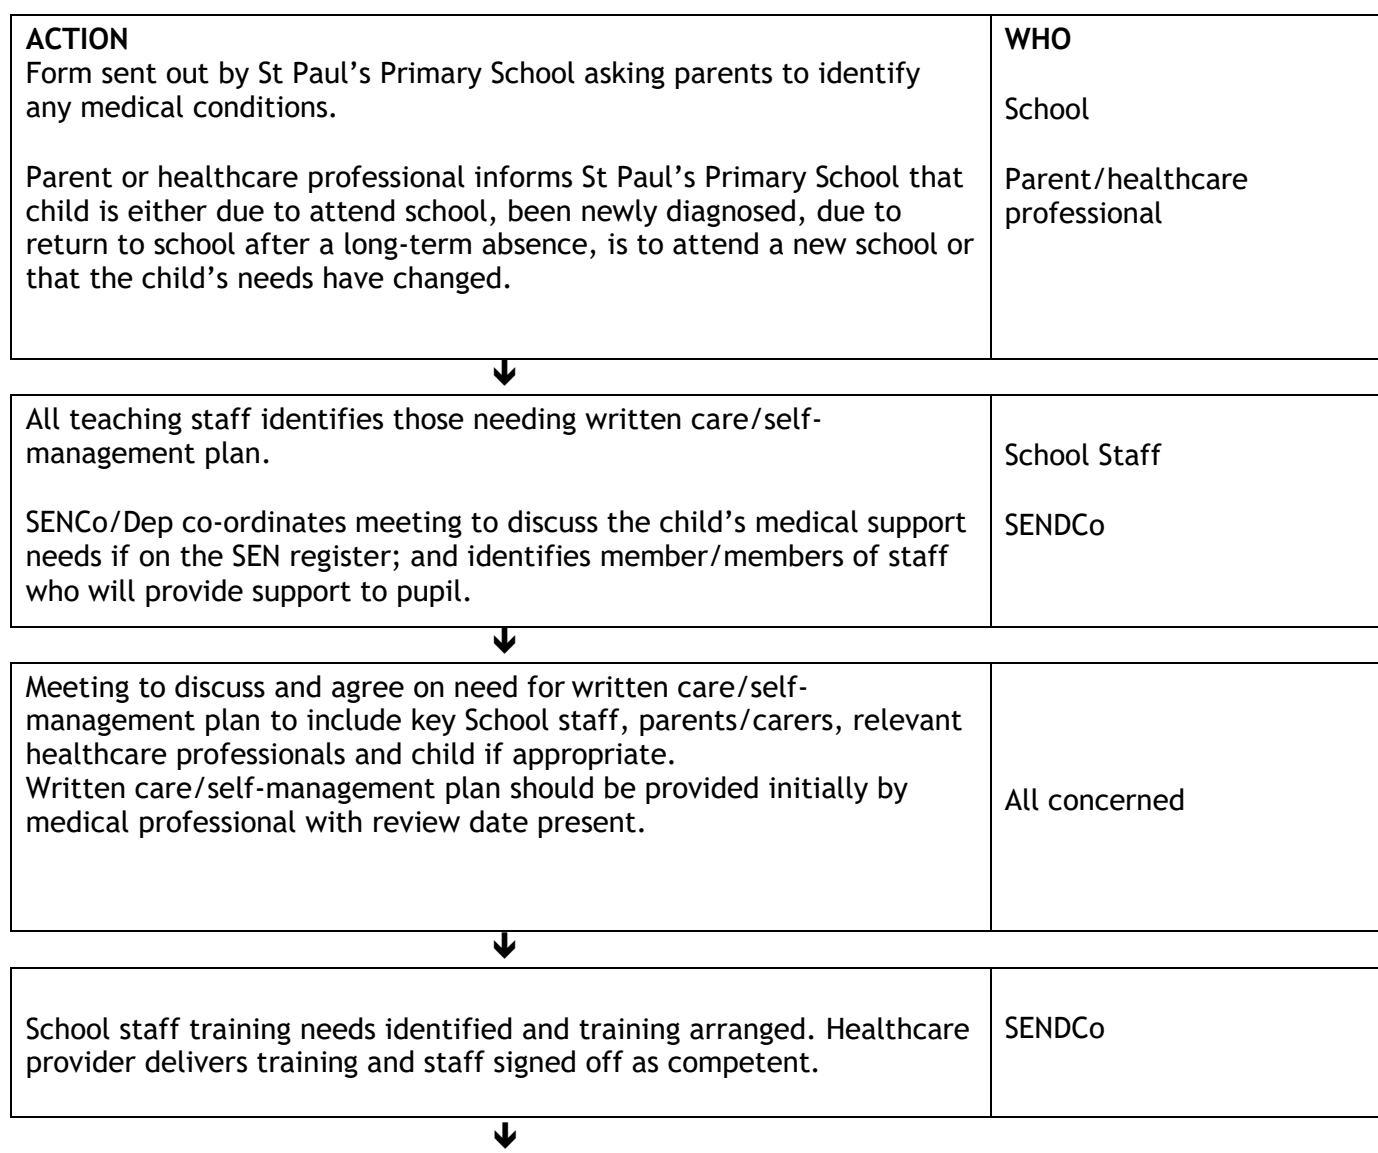 ACTION
Form sent out by St Paul’s Primary School asking parents to identify
any medical conditions.
Parent or healthcare professional informs St Paul’s Primary School that
child is either due to attend school, been newly diagnosed, due to
return to school after a long-term absence, is to attend a new school or
that the child’s needs have changed.
WHO
School
Parent/healthcare
professional
All teaching staff identifies those needing written care/self-
management plan.
SENCo/Dep co-ordinates meeting to discuss the child’s medical support
needs if on the SEN register; and identifies member/members of staff
who will provide support to pupil.
School Staff
SENDCo
Meeting to discuss and agree on need for written care/self-
management plan to include key School staff, parents/carers, relevant
healthcare professionals and child if appropriate.
Written care/self-management plan should be provided initially by
medical professional with review date present.
All concerned
School staff training needs identified and training arranged. Healthcare
provider delivers training and staff signed off as competent.
SENDCo